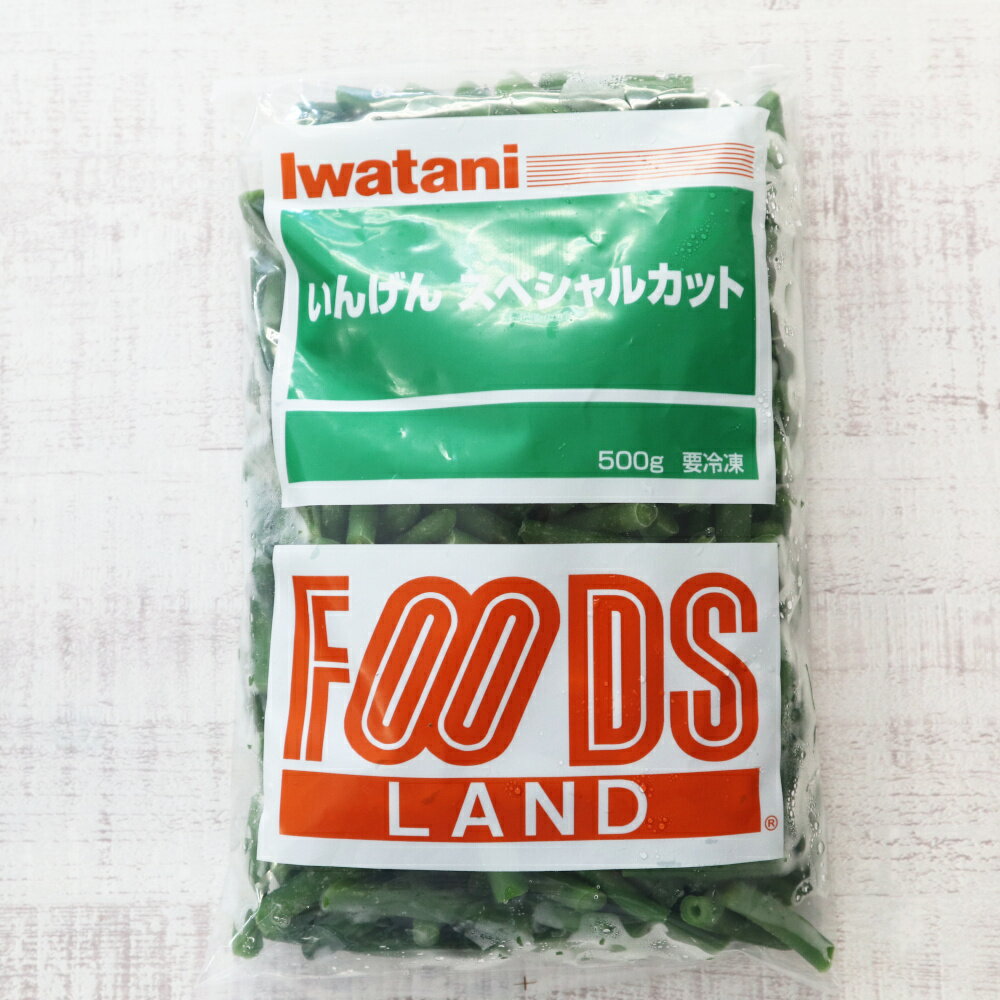 Iwatani
いんげん スペシャルカット
500g 要冷凍
FOODS
LAND
®